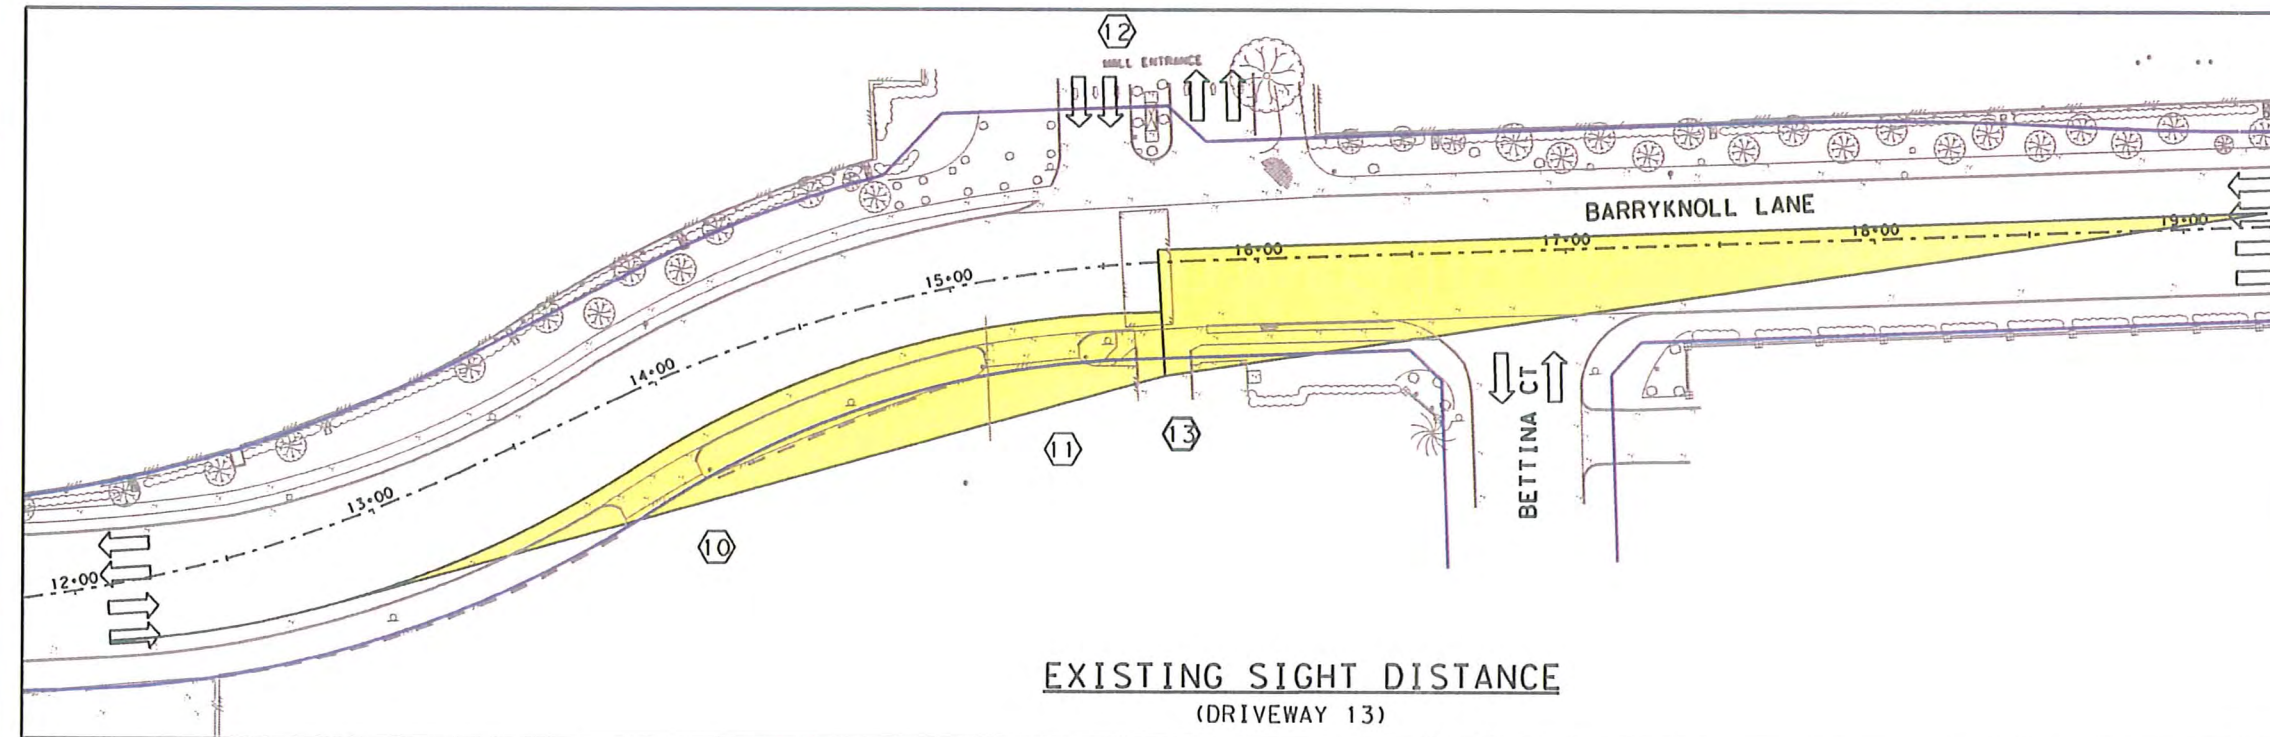 12
MALL ENTRANCE
BARRYKNOLL LANE
12+00
13+00
14+00
15+00
16+00
17+00
18+00
19+00
11
13
10
BETTINA CT
EXISTING SIGHT DISTANCE
(DRIVEWAY 13)